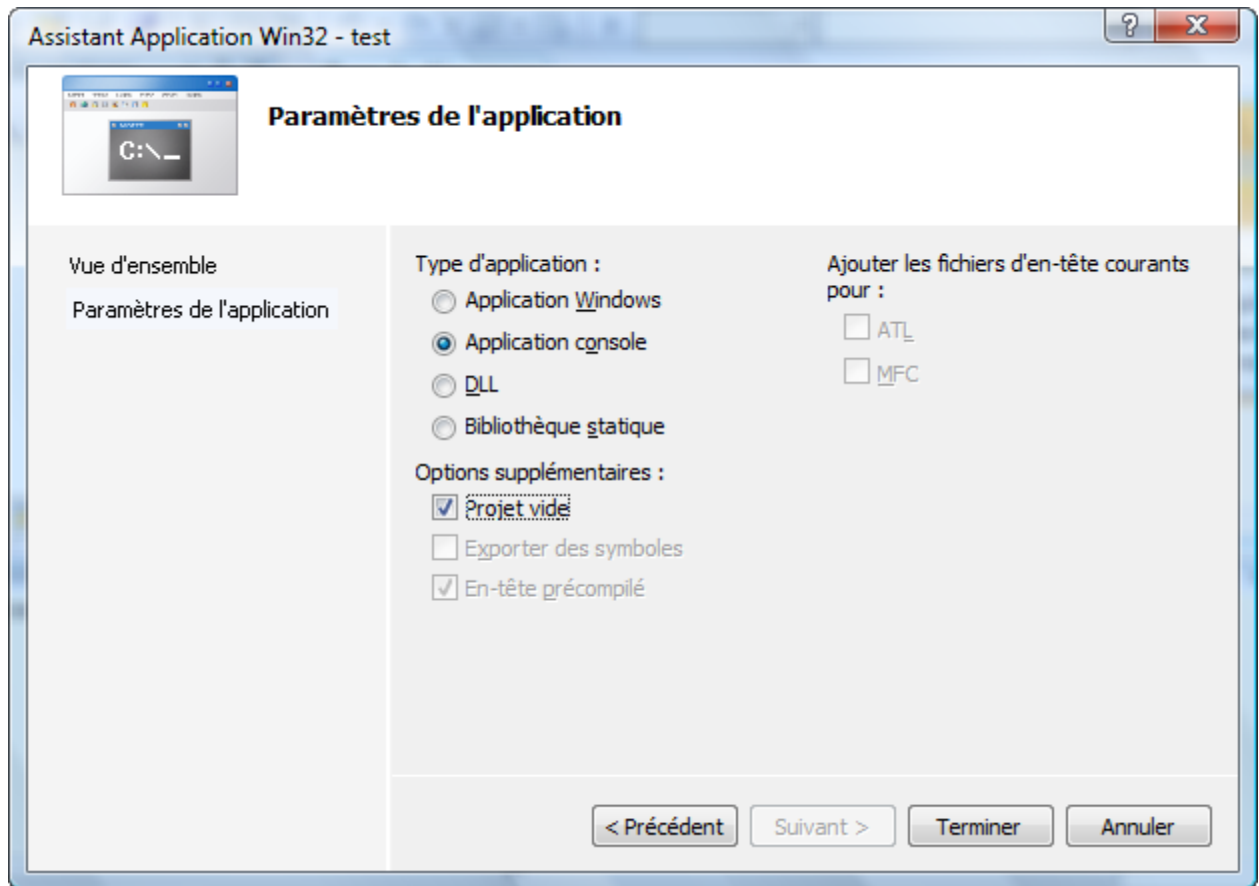 Assistant Application Win32 - test
C:\_
Paramètres de l'application
Vue d'ensemble
Paramètres de l'application
Type d'application :
Application Windows
Application console
DLL
Bibliothèque statique
Options supplémentaires :
Projet vide
Exporter des symboles
En-tête précompilé
Ajouter les fichiers d'en-tête courants
pour :
ATL
MFC
< Précédent
Suivant >
Terminer
Annuler